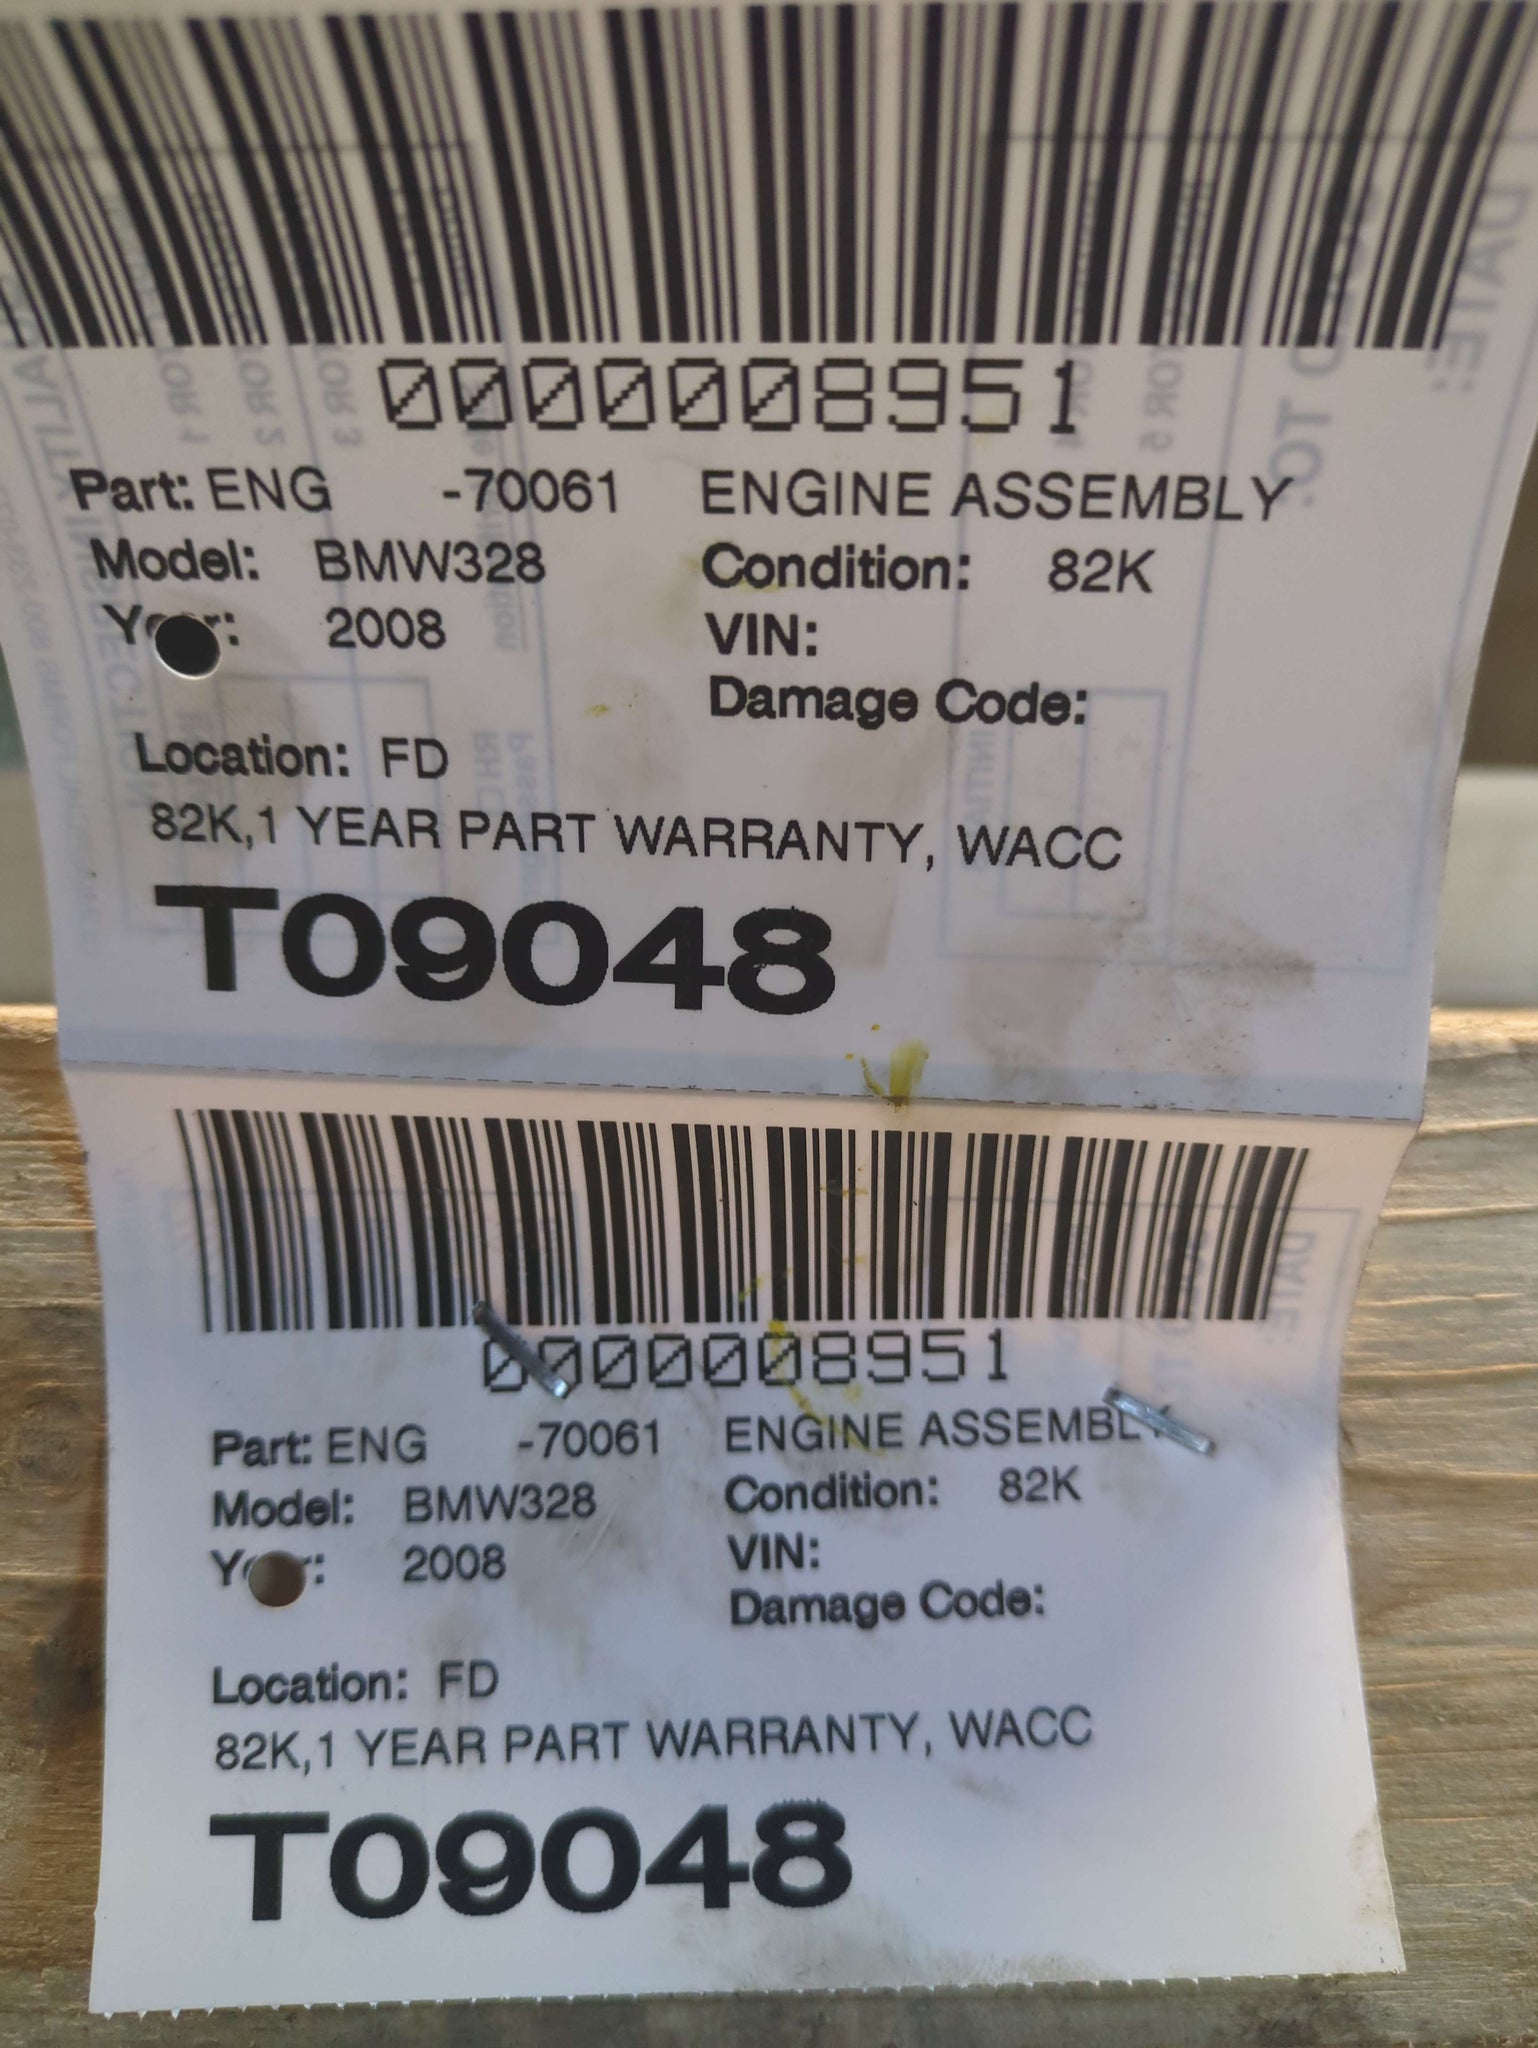 0000008951
Part: ENG -70061 ENGINE ASSEMBLY
Model: BMW328 Condition: 82K
Year: 2008 VIN:
Damage Code:
Location: FD
82K,1 YEAR PART WARRANTY, WACC
T09048
0000008951
Part: ENG -70061 ENGINE ASSEMBLY
Model: BMW328 Condition: 82K
Year: 2008 VIN:
Damage Code:
Location: FD
82K,1 YEAR PART WARRANTY, WACC
T09048